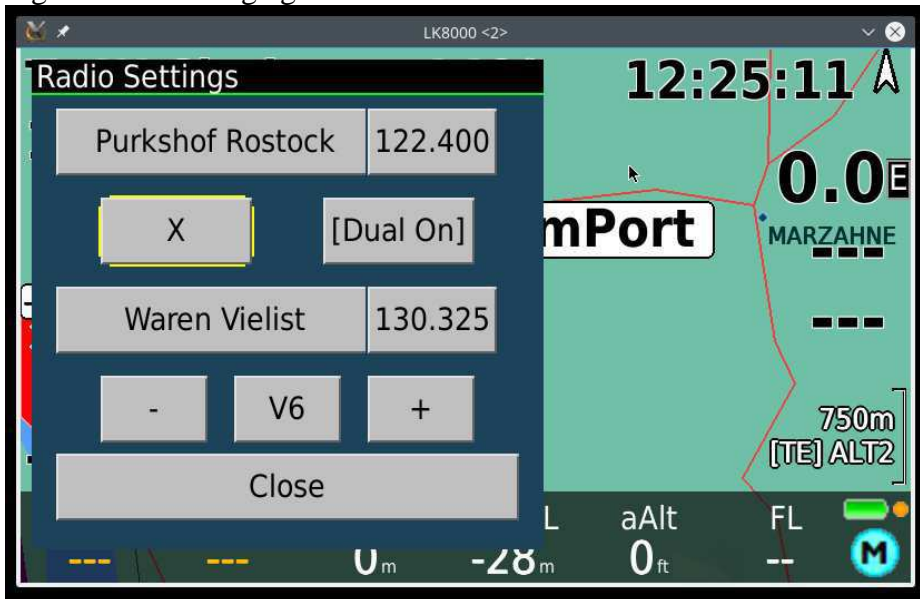 LK8000 <2>
Radio Settings
12:25:11
Purkshof Rostock 122.400
0.0 E
X [Dual On]
mPort
MARZAHNE
---
Waren Vielist 130.325
---
- V6 +
750m
[TE] ALT2
Close
L aAlt FL
--- --- 0m -28m 0ft -- M